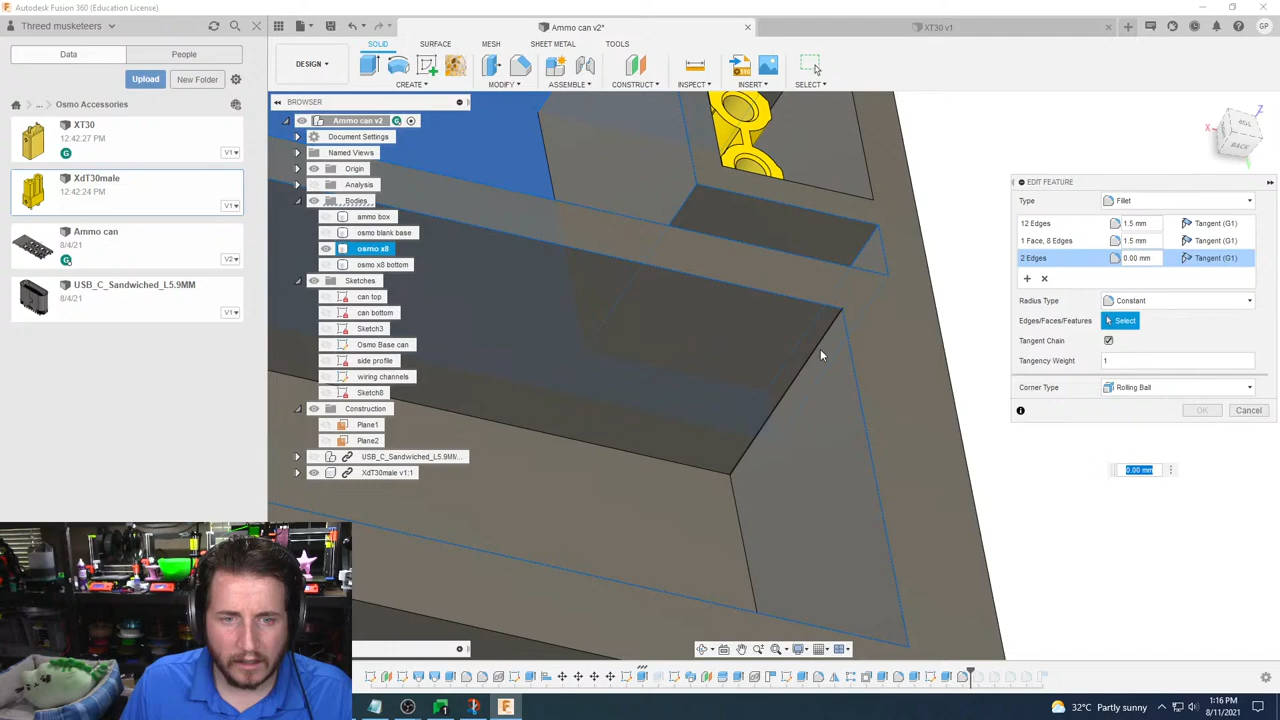 Autodesk Fusion 360 (Education License)
Threed musketeers
Ammo can v2*
XT30 v1
GP
Data
People
Upload
New Folder
... Osmo Accessories
XT30
12:42:27 PM
V1
XdT30male
12:42:24 PM
V1
Ammo can
8/4/21
V2
USB_C_Sandwiched_L5.9MM
8/4/21
V1
DESIGN
SOLID
SURFACE
MESH
SHEET METAL
TOOLS
CREATE
MODIFY
ASSEMBLE
CONSTRUCT
INSPECT
INSERT
SELECT
BROWSER
Ammo can v2
Document Settings
Named Views
Origin
Analysis
Bodies
ammo box
osmo blank base
osmo x8
osmo x8 bottom
Sketches
can top
can bottom
Sketch3
Osmo Base can
side profile
wiring channels
Sketch8
Construction
Plane1
Plane2
USB_C_Sandwiched_L5.9MM...
XdT30male v1:1
Z
X
TOP
BACK
EDIT FEATURE
Type
Fillet
12 Edges
1.5 mm
Tangent (G1)
1 Face, 8 Edges
1.5 mm
Tangent (G1)
2 Edges
0.00 mm
Tangent (G1)
Radius Type
Constant
Edges/Faces/Features
Select
Tangent Chain
Tangency Weight
1
Corner Type
Rolling Ball
OK
Cancel
0.00 mm
32°C Partly sunny
1:16 PM
8/11/2021